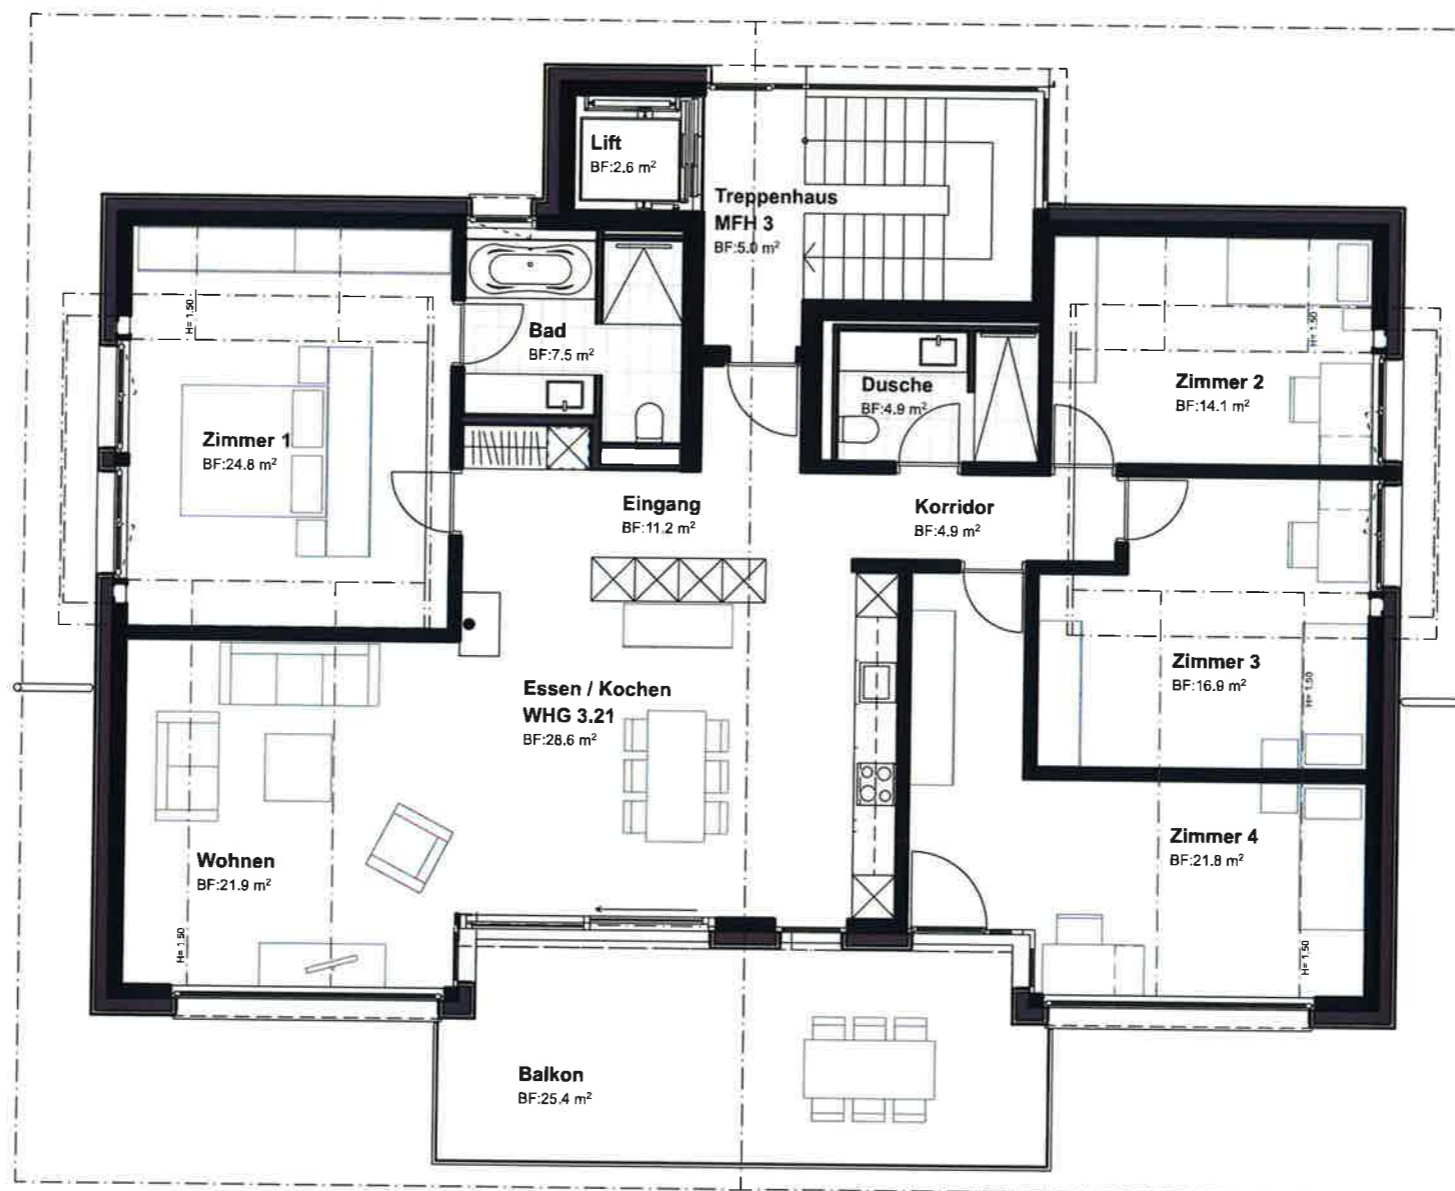 Lift
BF:2.6 m²
Treppenhaus
MFH 3
BF:5.0 m²
H= 1.50
Bad
BF:7.5 m²
Dusche
BF:4.9 m²
H= 1.50
Zimmer 2
BF:14.1 m²
Zimmer 1
BF:24.8 m²
Eingang
BF:11.2 m²
Korridor
BF:4.9 m²
Zimmer 3
BF:16.9 m²
H= 1.50
Essen / Kochen
WHG 3.21
BF:28.6 m²
Zimmer 4
BF:21.8 m²
Wohnen
BF:21.9 m²
H= 1.50
H= 1.50
Balkon
BF:25.4 m²